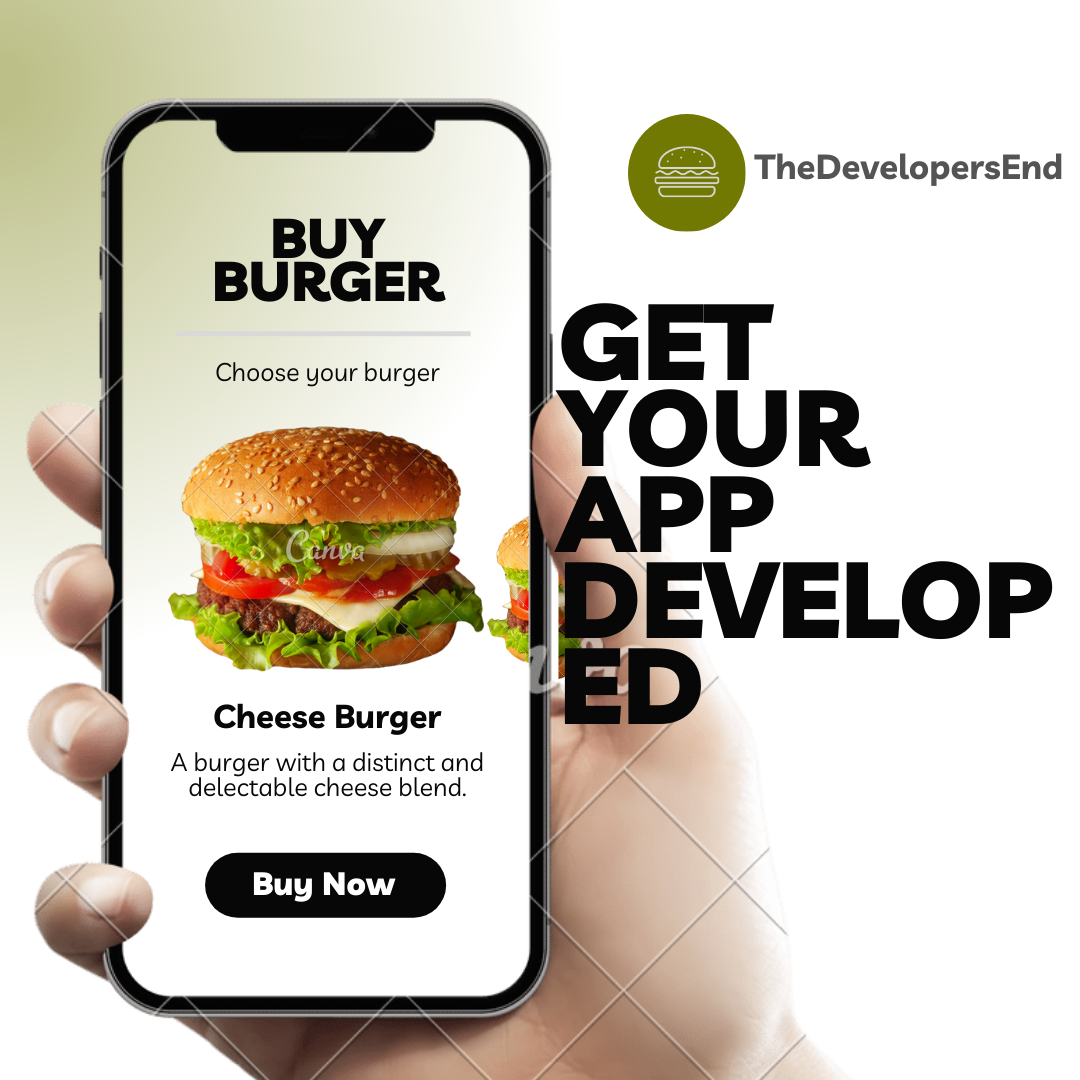 BUY
BURGER
Choose your burger
Canva
Cheese Burger
A burger with a distinct and
delectable cheese blend.
Buy Now
TheDevelopersEnd
GET
YOUR
APP
DEVELOP
ED